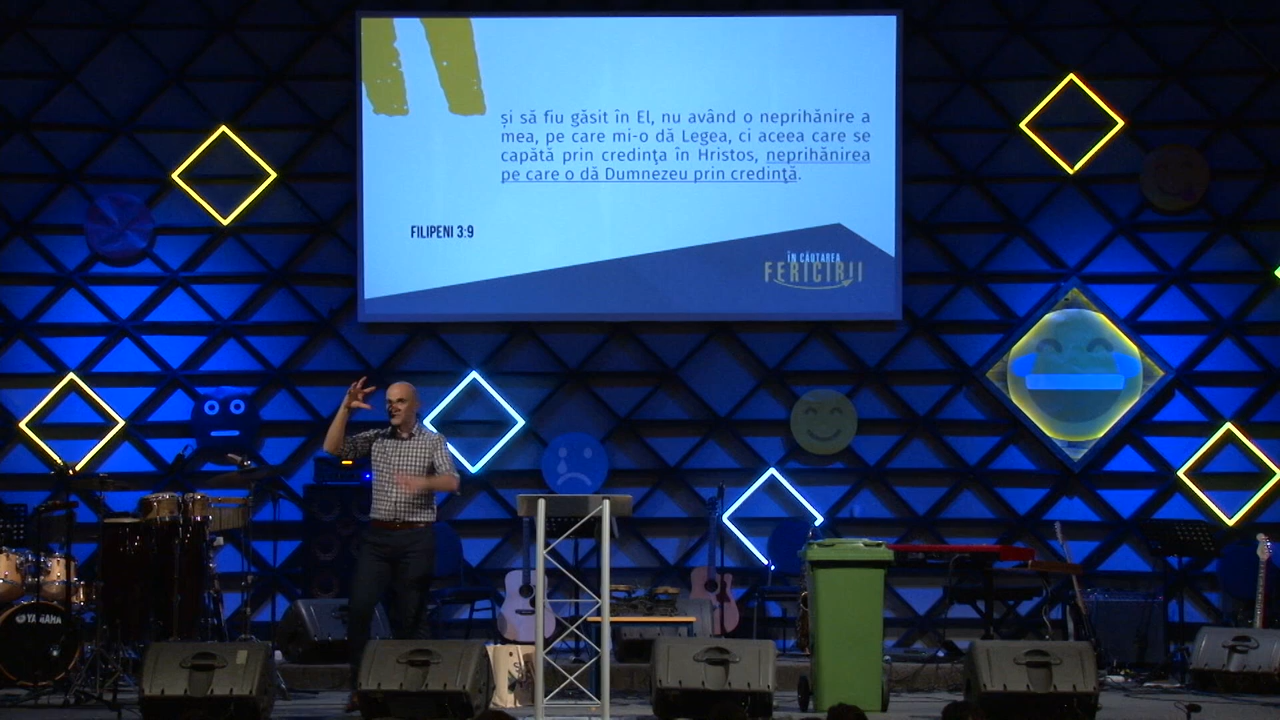 și să fiu găsit în El, nu având o neprihănire a
mea, pe care mi-o dă Legea, ci aceea care se
capătă prin credinţa în Hristos, neprihănirea
pe care o dă Dumnezeu prin credinţă.
FILIPENI 3:9
ÎN CĂUTAREA
FERICIRII
YAMAHA